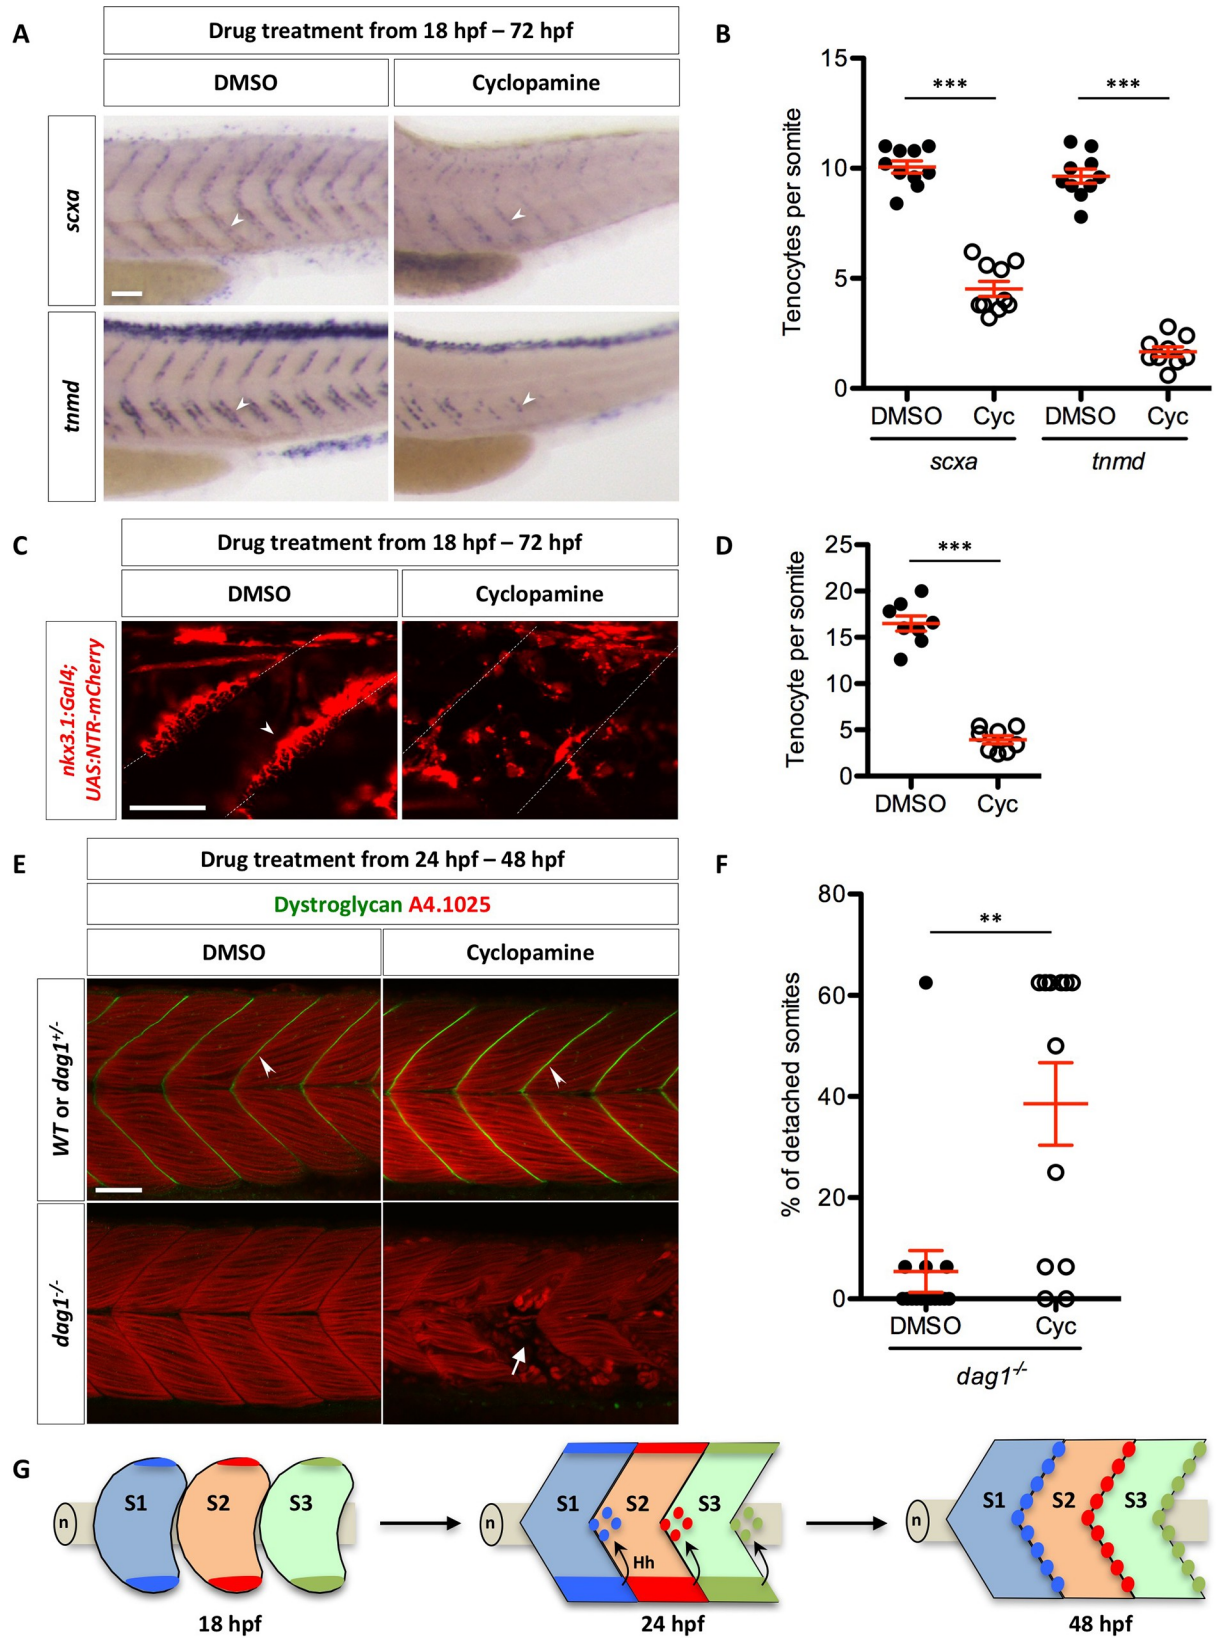 A
Drug treatment from 18 hpf – 72 hpf
DMSO
Cyclopamine
scxa
tnmd
B
Tenocytes per somite
15
10
5
0
***
***
DMSO
Cyc
DMSO
Cyc
scxa
tnmd
C
Drug treatment from 18 hpf – 72 hpf
DMSO
Cyclopamine
nkx3.1:Gal4;
UAS:NTR-mCherry
D
Tenocyte per somite
25
20
15
10
5
0
***
DMSO
Cyc
E
Drug treatment from 24 hpf – 48 hpf
Dystroglycan A4.1025
DMSO
Cyclopamine
WT or dag1+/-
dag1-/-
F
% of detached somites
80
60
40
20
0
**
DMSO
Cyc
dag1-/-
G
n
S1
S2
S3
18 hpf
n
S1
S2
S3
Hh
24 hpf
n
S1
S2
S3
48 hpf